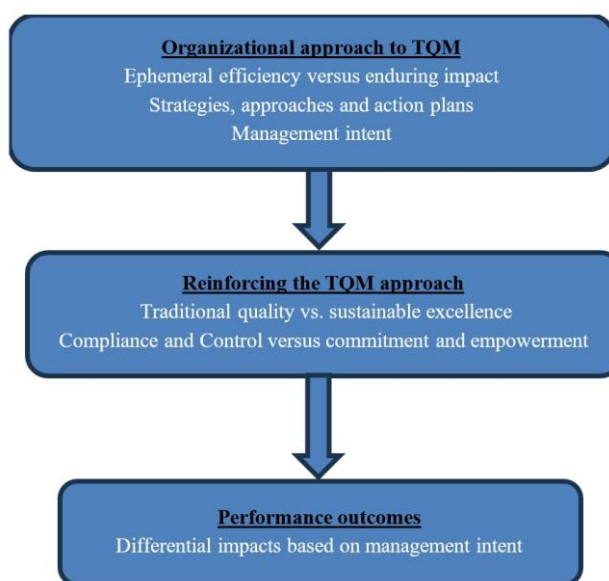 Organizational approach to TQM
Ephemeral efficiency versus enduring impact
Strategies, approaches and action plans
Management intent
Reinforcing the TQM approach
Traditional quality vs. sustainable excellence
Compliance and Control versus commitment and empowerment
Performance outcomes
Differential impacts based on management intent